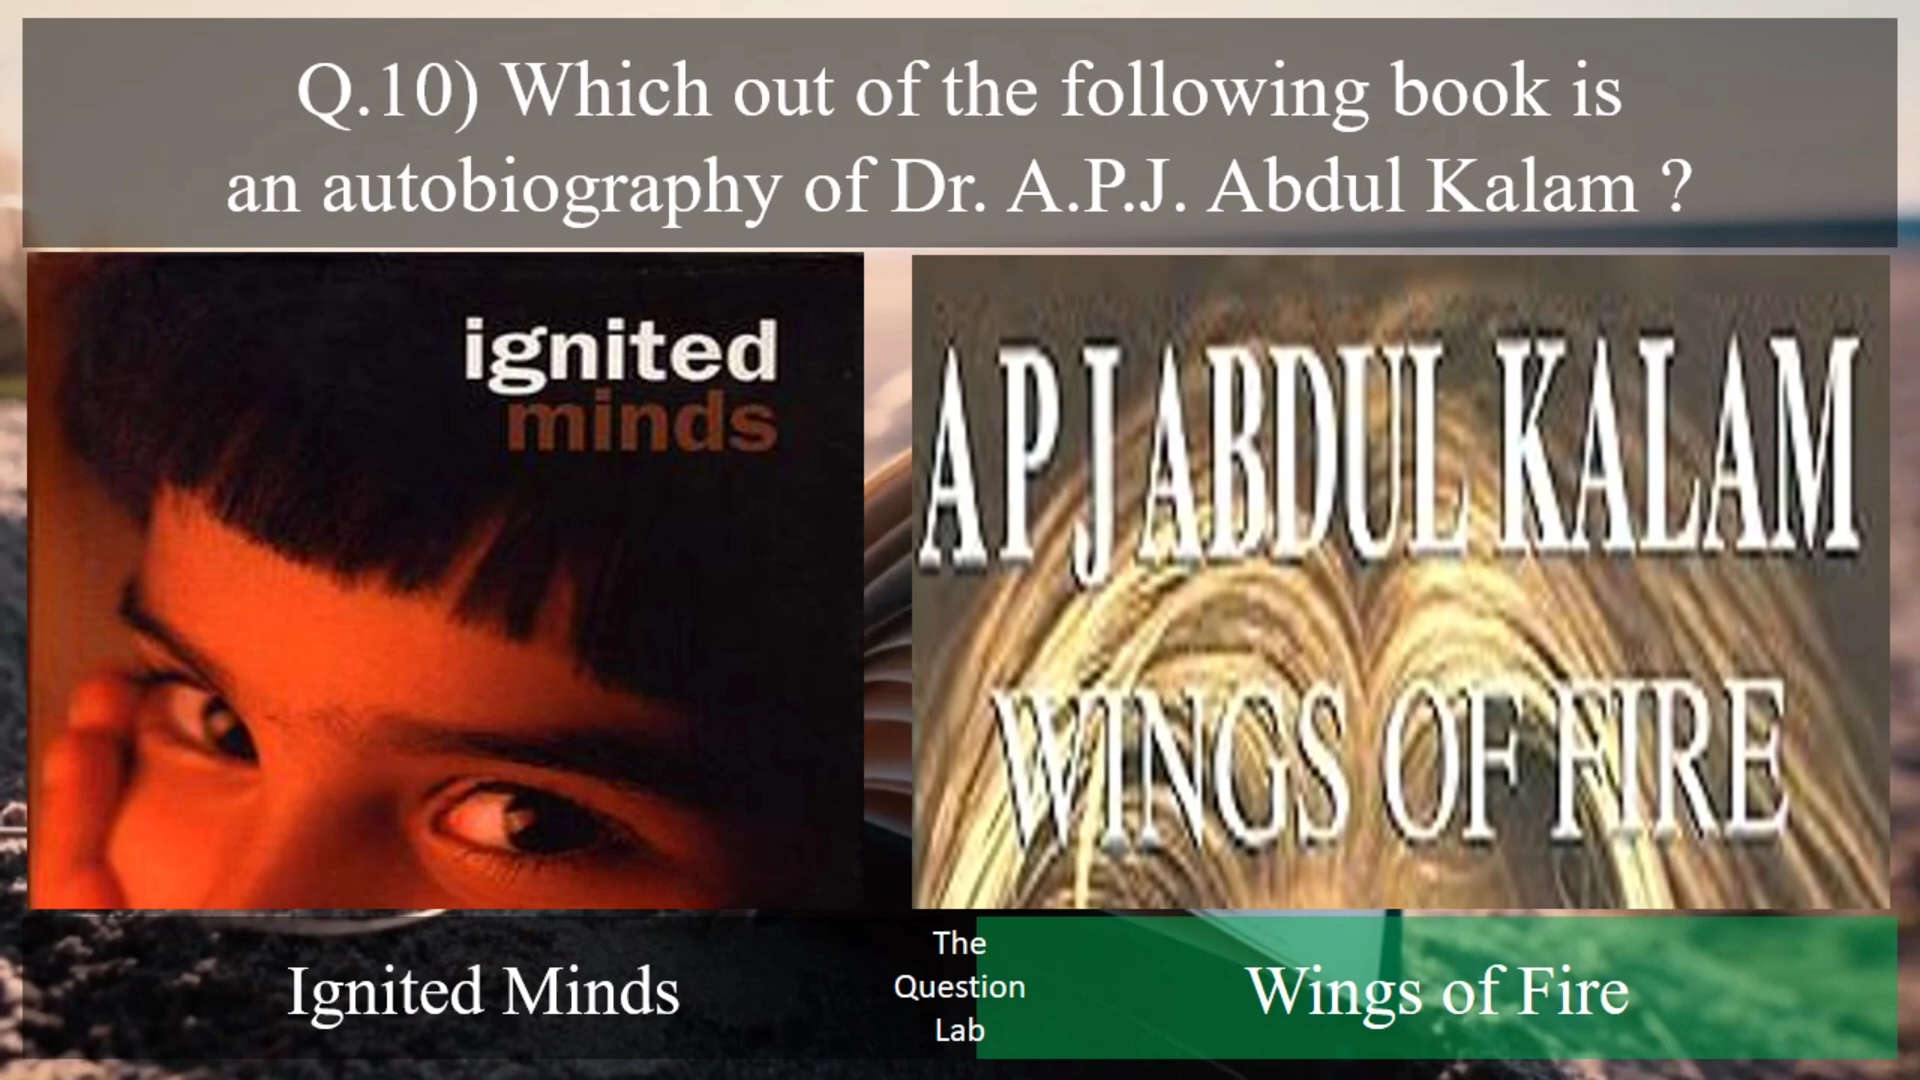 Q.10) Which out of the following book is
an autobiography of Dr. A.P.J. Abdul Kalam ?
ignited
minds
A P J ABDUL KALAM
WINGS OF FIRE
Ignited Minds
The
Question
Lab
Wings of Fire